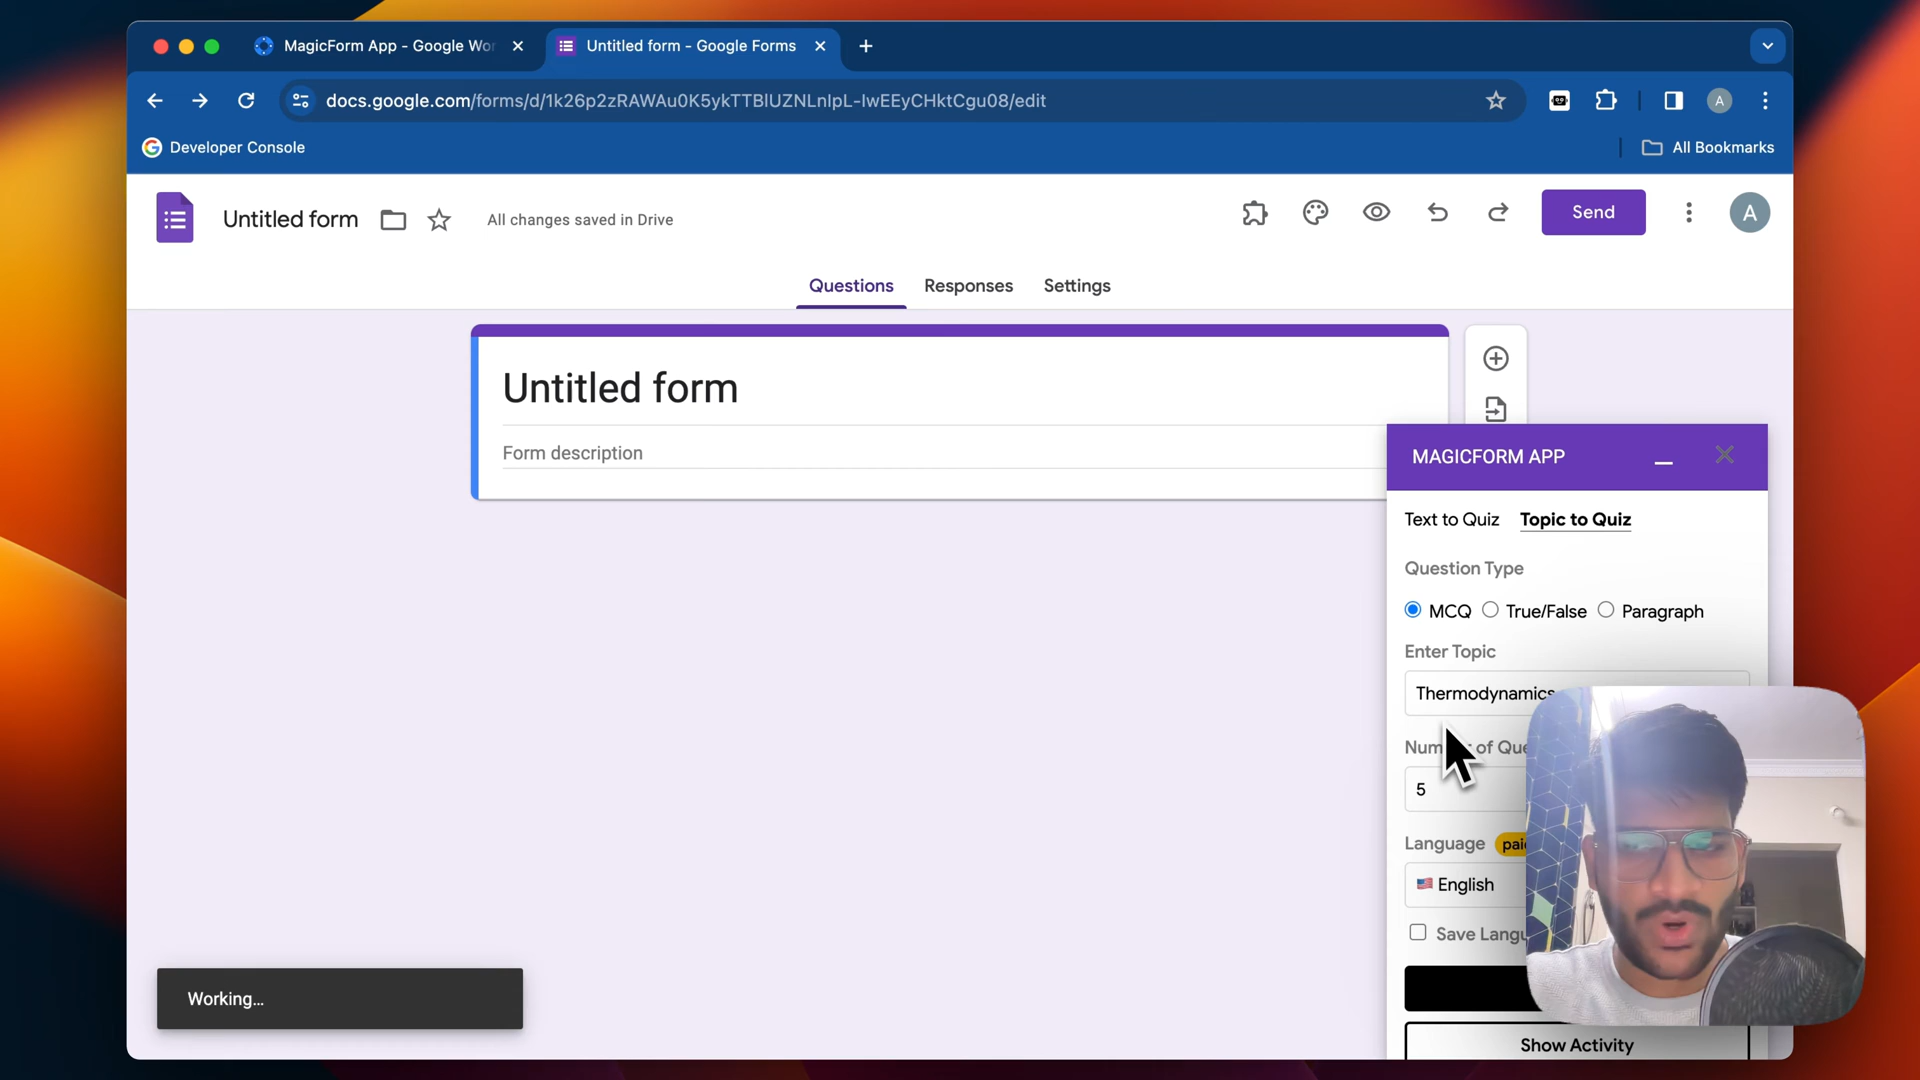 MagicForm App - Google Wor
Untitled form - Google Forms
docs.google.com/forms/d/1k26p2zRAWAu0K5ykTTBlUZNLnlpL-IwEEyCHktCgu08/edit
A
Developer Console
All Bookmarks
Untitled form
All changes saved in Drive
Send
A
Questions
Responses
Settings
Untitled form
Form description
MAGICFORM APP
Text to Quiz
Topic to Quiz
Question Type
MCQ
True/False
Paragraph
Enter Topic
Thermodynamics
of
5
Language
English
Save
Show Activity
Working...